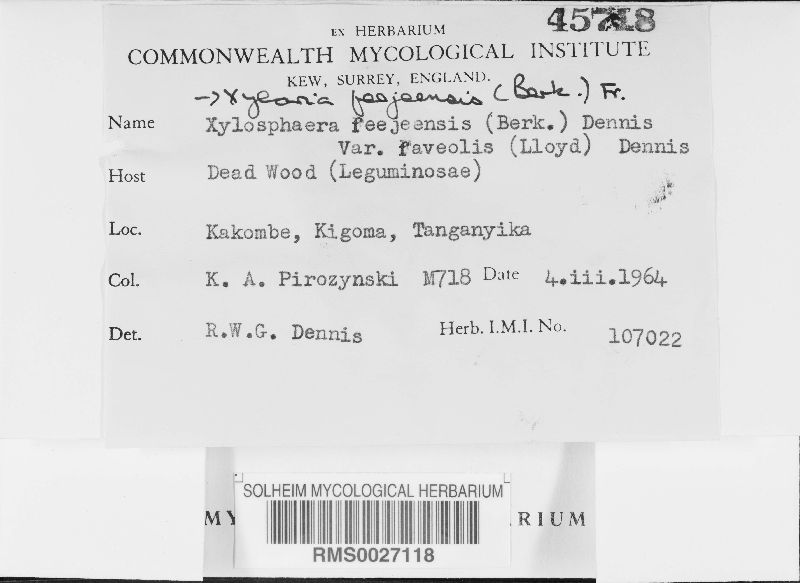 45718
EX HERBARIUM
COMMONWEALTH MYCOLOGICAL INSTITUTE
KEW, SURREY, ENGLAND.
→ Xylaria feejeensis (Berk.) Fr.
Name Xylosphaera feejeensis (Berk.) Dennis
Var. faveolis (Lloyd) Dennis
Host Dead Wood (Leguminosae)
Loc. Kakombe, Kigoma, Tanganyika
Col. K. A. Pirozynski M718 Date 4.iii.1964
Det. R.W.G. Dennis Herb. I.M.I. No. 107022
SOLHEIM MYCOLOGICAL HERBARIUM
MY RIUM
RMS0027118